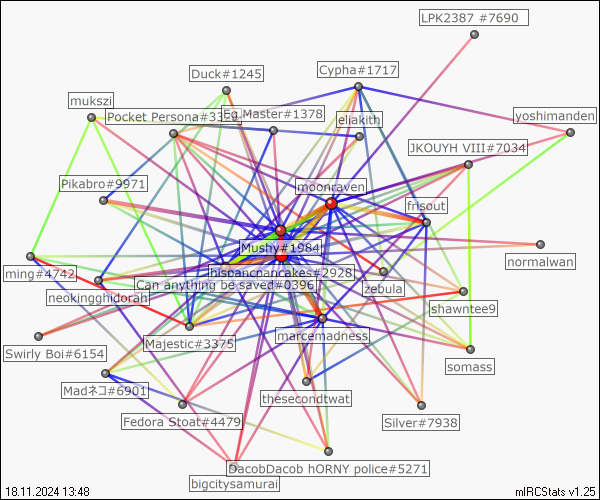 LPK2387 #7690
Duck#1245
Cypha#1717
mukszi
Pocket Persona#3320
Eg Master#1378
eliakith
yoshimanden
JKOUYH VIII#7034
Pikabro#9971
moonraven
frisout
Mushy#1984
normalwan
ming#4742
hispanicpancakes#2928
neokingghidorah
Can anything be saved#0396
zebula
shawntee9
marcemadness
Majestic#3375
Swirly Boi#6154
somass
Madネコ#6901
thesecondtwat
Fedora Stoat#4479
Silver#7938
DacobDacob hORNY police#5271
bigcitysamurai
18.11.2024 13:48
mIRCStats v1.25